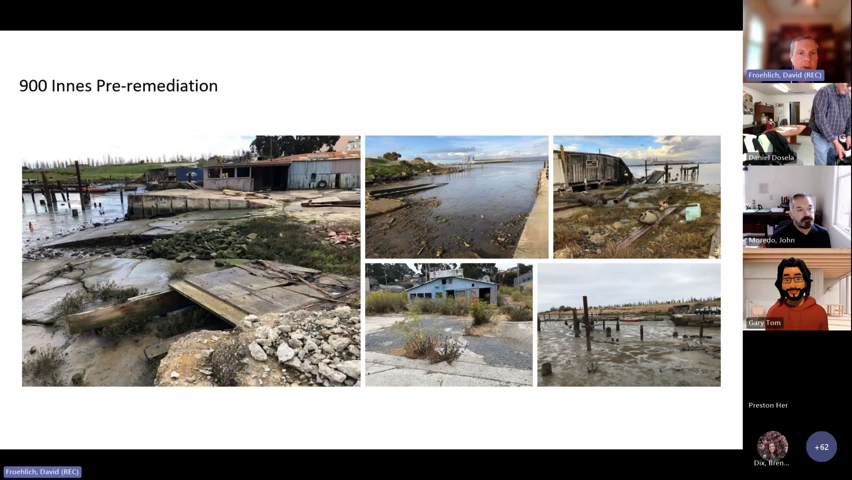 900 Innes Pre-remediation
Froehlich, David (REC)
Daniel Dosela
Moredo, John
Gary Tom
Preston Her
+62
Dix, Bren...
Froehlich, David (REC)